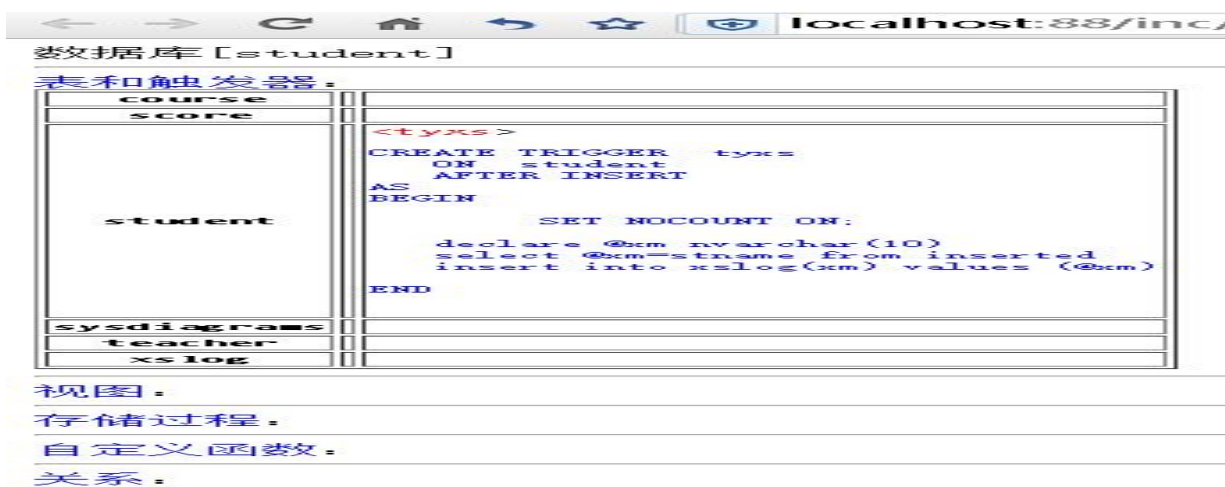 localhost:88/inc/
数据库[student]
表和触发器:
course
score
<tyxs>
CREATE TRIGGER tyxs
ON student
AFTER INSERT
AS
BEGIN
student
SET NOCOUNT ON;
declare @xm nvarchar(10)
select @xm=stname from inserted
insert into xslog(xm) values (@xm)
END
sysdiagrams
teacher
xslog
视图:
存储过程:
自定义函数:
关系: